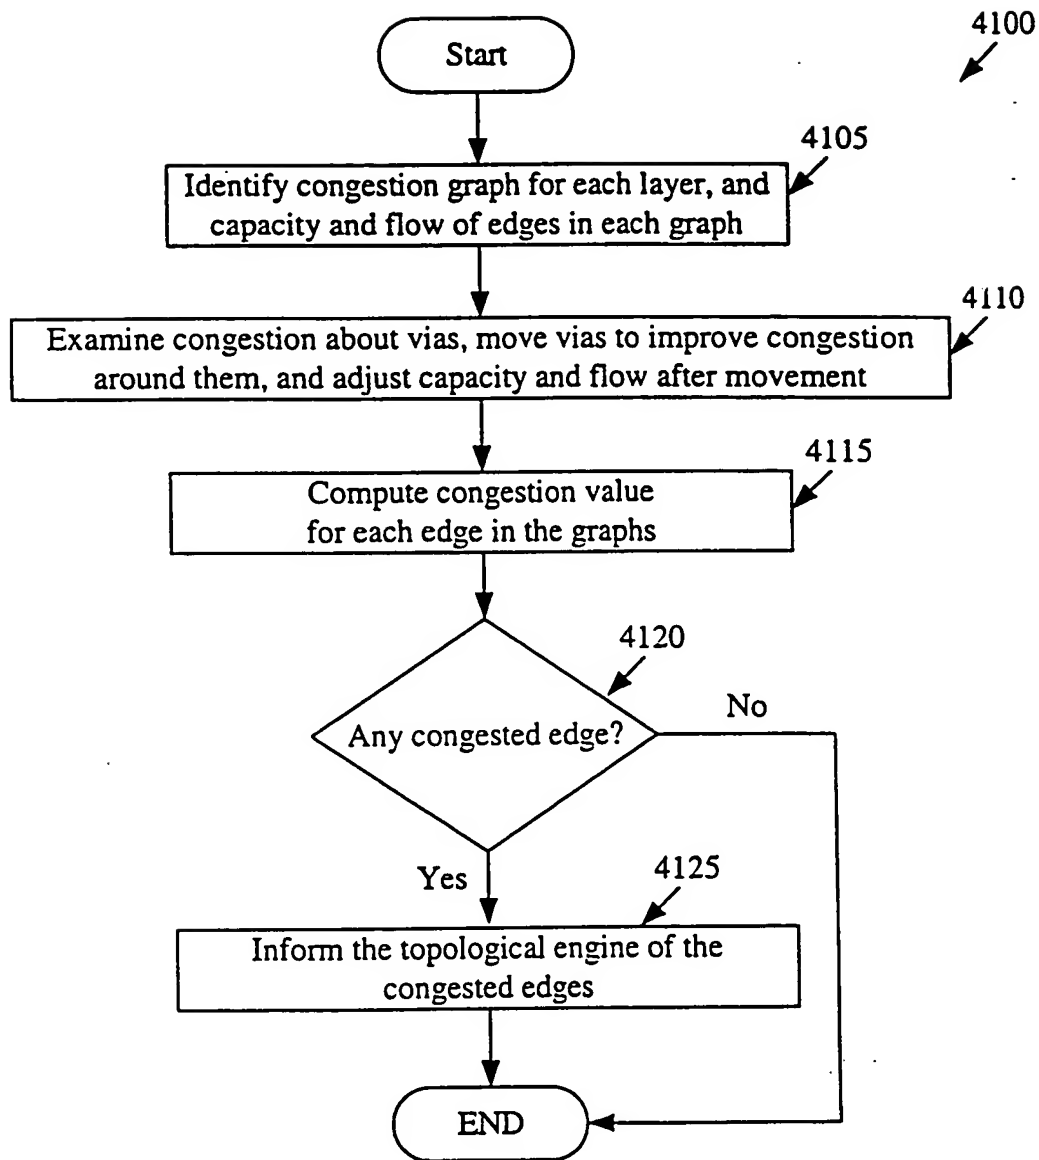 4100
Start
4105
Identify congestion graph for each layer, and
capacity and flow of edges in each graph
4110
Examine congestion about vias, move vias to improve congestion
around them, and adjust capacity and flow after movement
4115
Compute congestion value
for each edge in the graphs
4120
Any congested edge?
No
Yes
4125
Inform the topological engine of the
congested edges
END